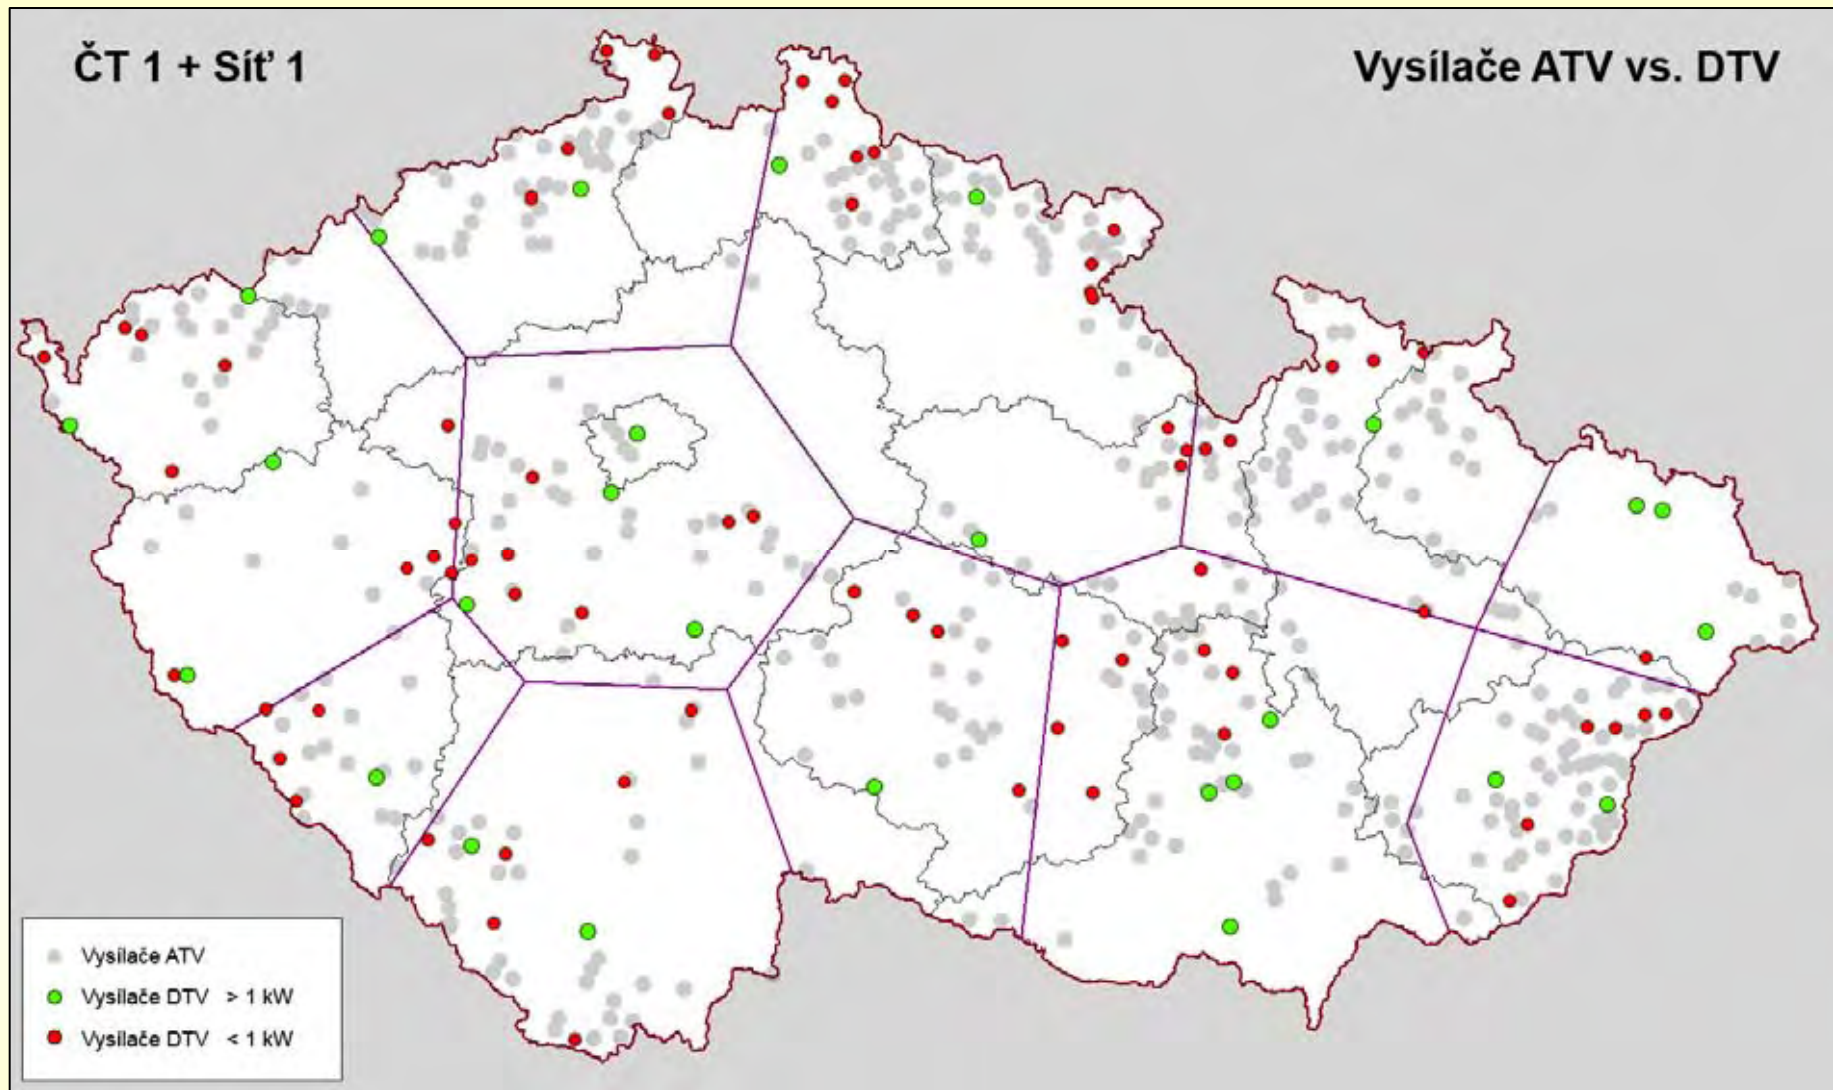 ČT 1 + Síť 1
Vysílače ATV vs. DTV
Vysílače ATV
Vysílače DTV > 1 kW
Vysílače DTV < 1 kW